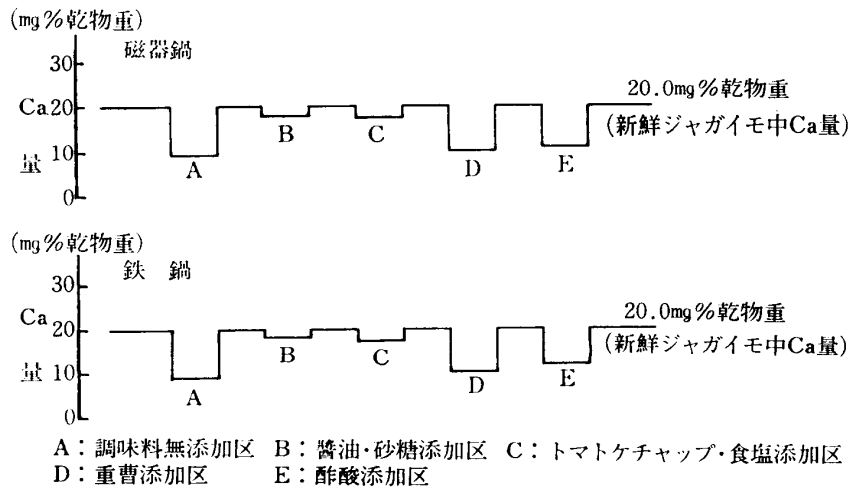 (mg%乾物重)
磁器鍋
30
Ca20
量 10
0
A
B
C
D
E
20.0mg%乾物重
(新鮮ジャガイモ中Ca量)
(mg%乾物重)
鉄 鍋
30
Ca
20
量 10
0
A
B
C
D
E
20.0mg%乾物重
(新鮮ジャガイモ中Ca量)
A:調味料無添加区 B:醬油・砂糖添加区 C:トマトケチャップ・食塩添加区
D:重曹添加区 E:酢酸添加区